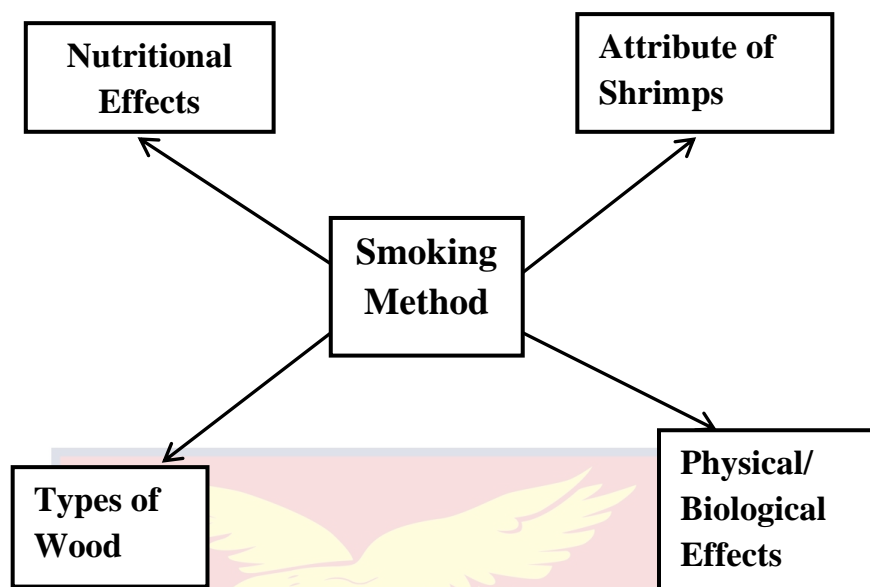 Nutritional
Effects
Attribute of
Shrimps
Smoking
Method
Types of
Wood
Physical/
Biological
Effects